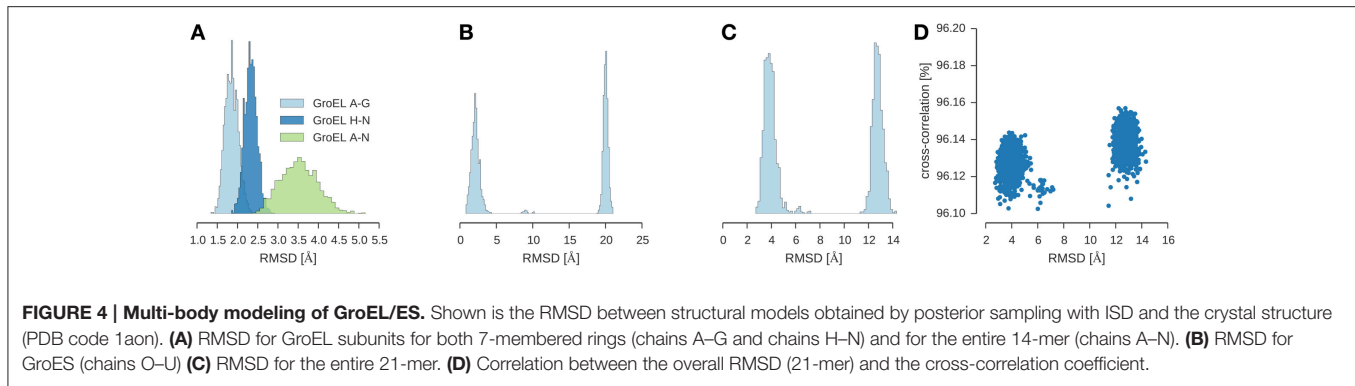 A
B
C
D
GroEL A-G
GroEL H-N
GroEL A-N
1.0 1.5 2.0 2.5 3.0 3.5 4.0 4.5 5.0 5.5
RMSD [Å]
0 5 10 15 20 25
RMSD [Å]
0 2 4 6 8 10 12 14
RMSD [Å]
96.20
96.18
96.16
96.14
96.12
96.10
cross-correlation [%]
2 4 6 8 10 12 14 16
RMSD [Å]
FIGURE 4 | Multi-body modeling of GroEL/ES. Shown is the RMSD between structural models obtained by posterior sampling with ISD and the crystal structure
(PDB code 1aon). (A) RMSD for GroEL subunits for both 7-membered rings (chains A–G and chains H–N) and for the entire 14-mer (chains A–N). (B) RMSD for
GroES (chains O–U) (C) RMSD for the entire 21-mer. (D) Correlation between the overall RMSD (21-mer) and the cross-correlation coefficient.